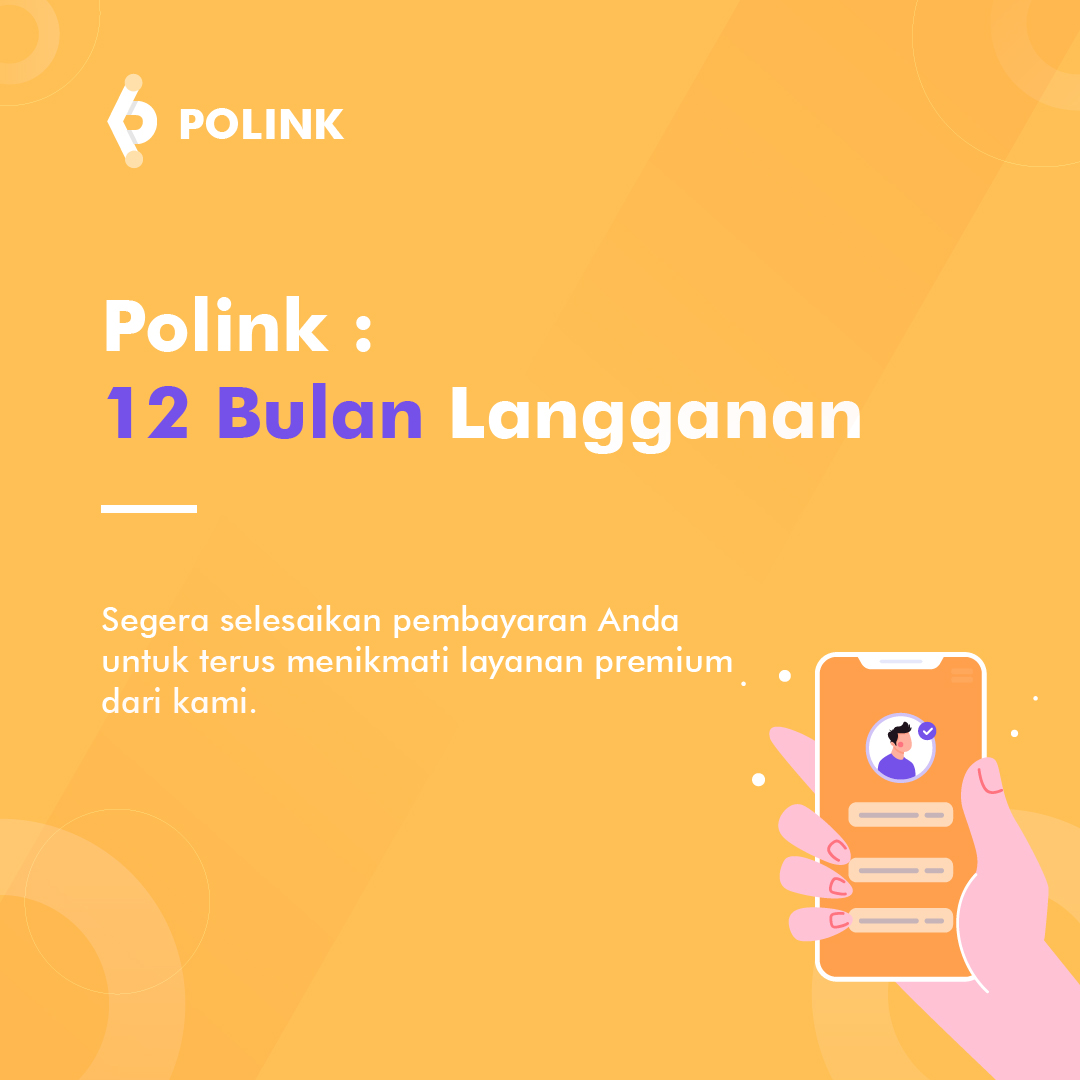 POLINK
Polink :
12 Bulan Langganan
Segera selesaikan pembayaran Anda
untuk terus menikmati layanan premium
dari kami.